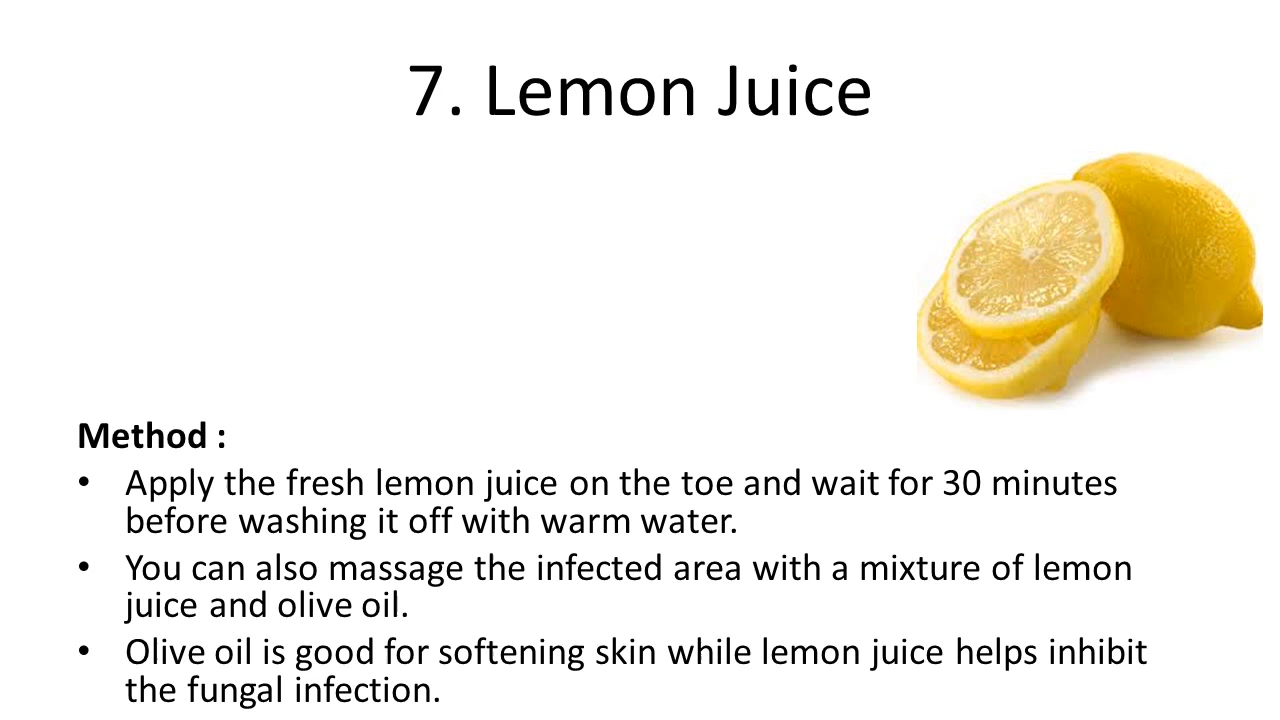 7. Lemon Juice
Method :
• Apply the fresh lemon juice on the toe and wait for 30 minutes
before washing it off with warm water.
• You can also massage the infected area with a mixture of lemon
juice and olive oil.
• Olive oil is good for softening skin while lemon juice helps inhibit
the fungal infection.